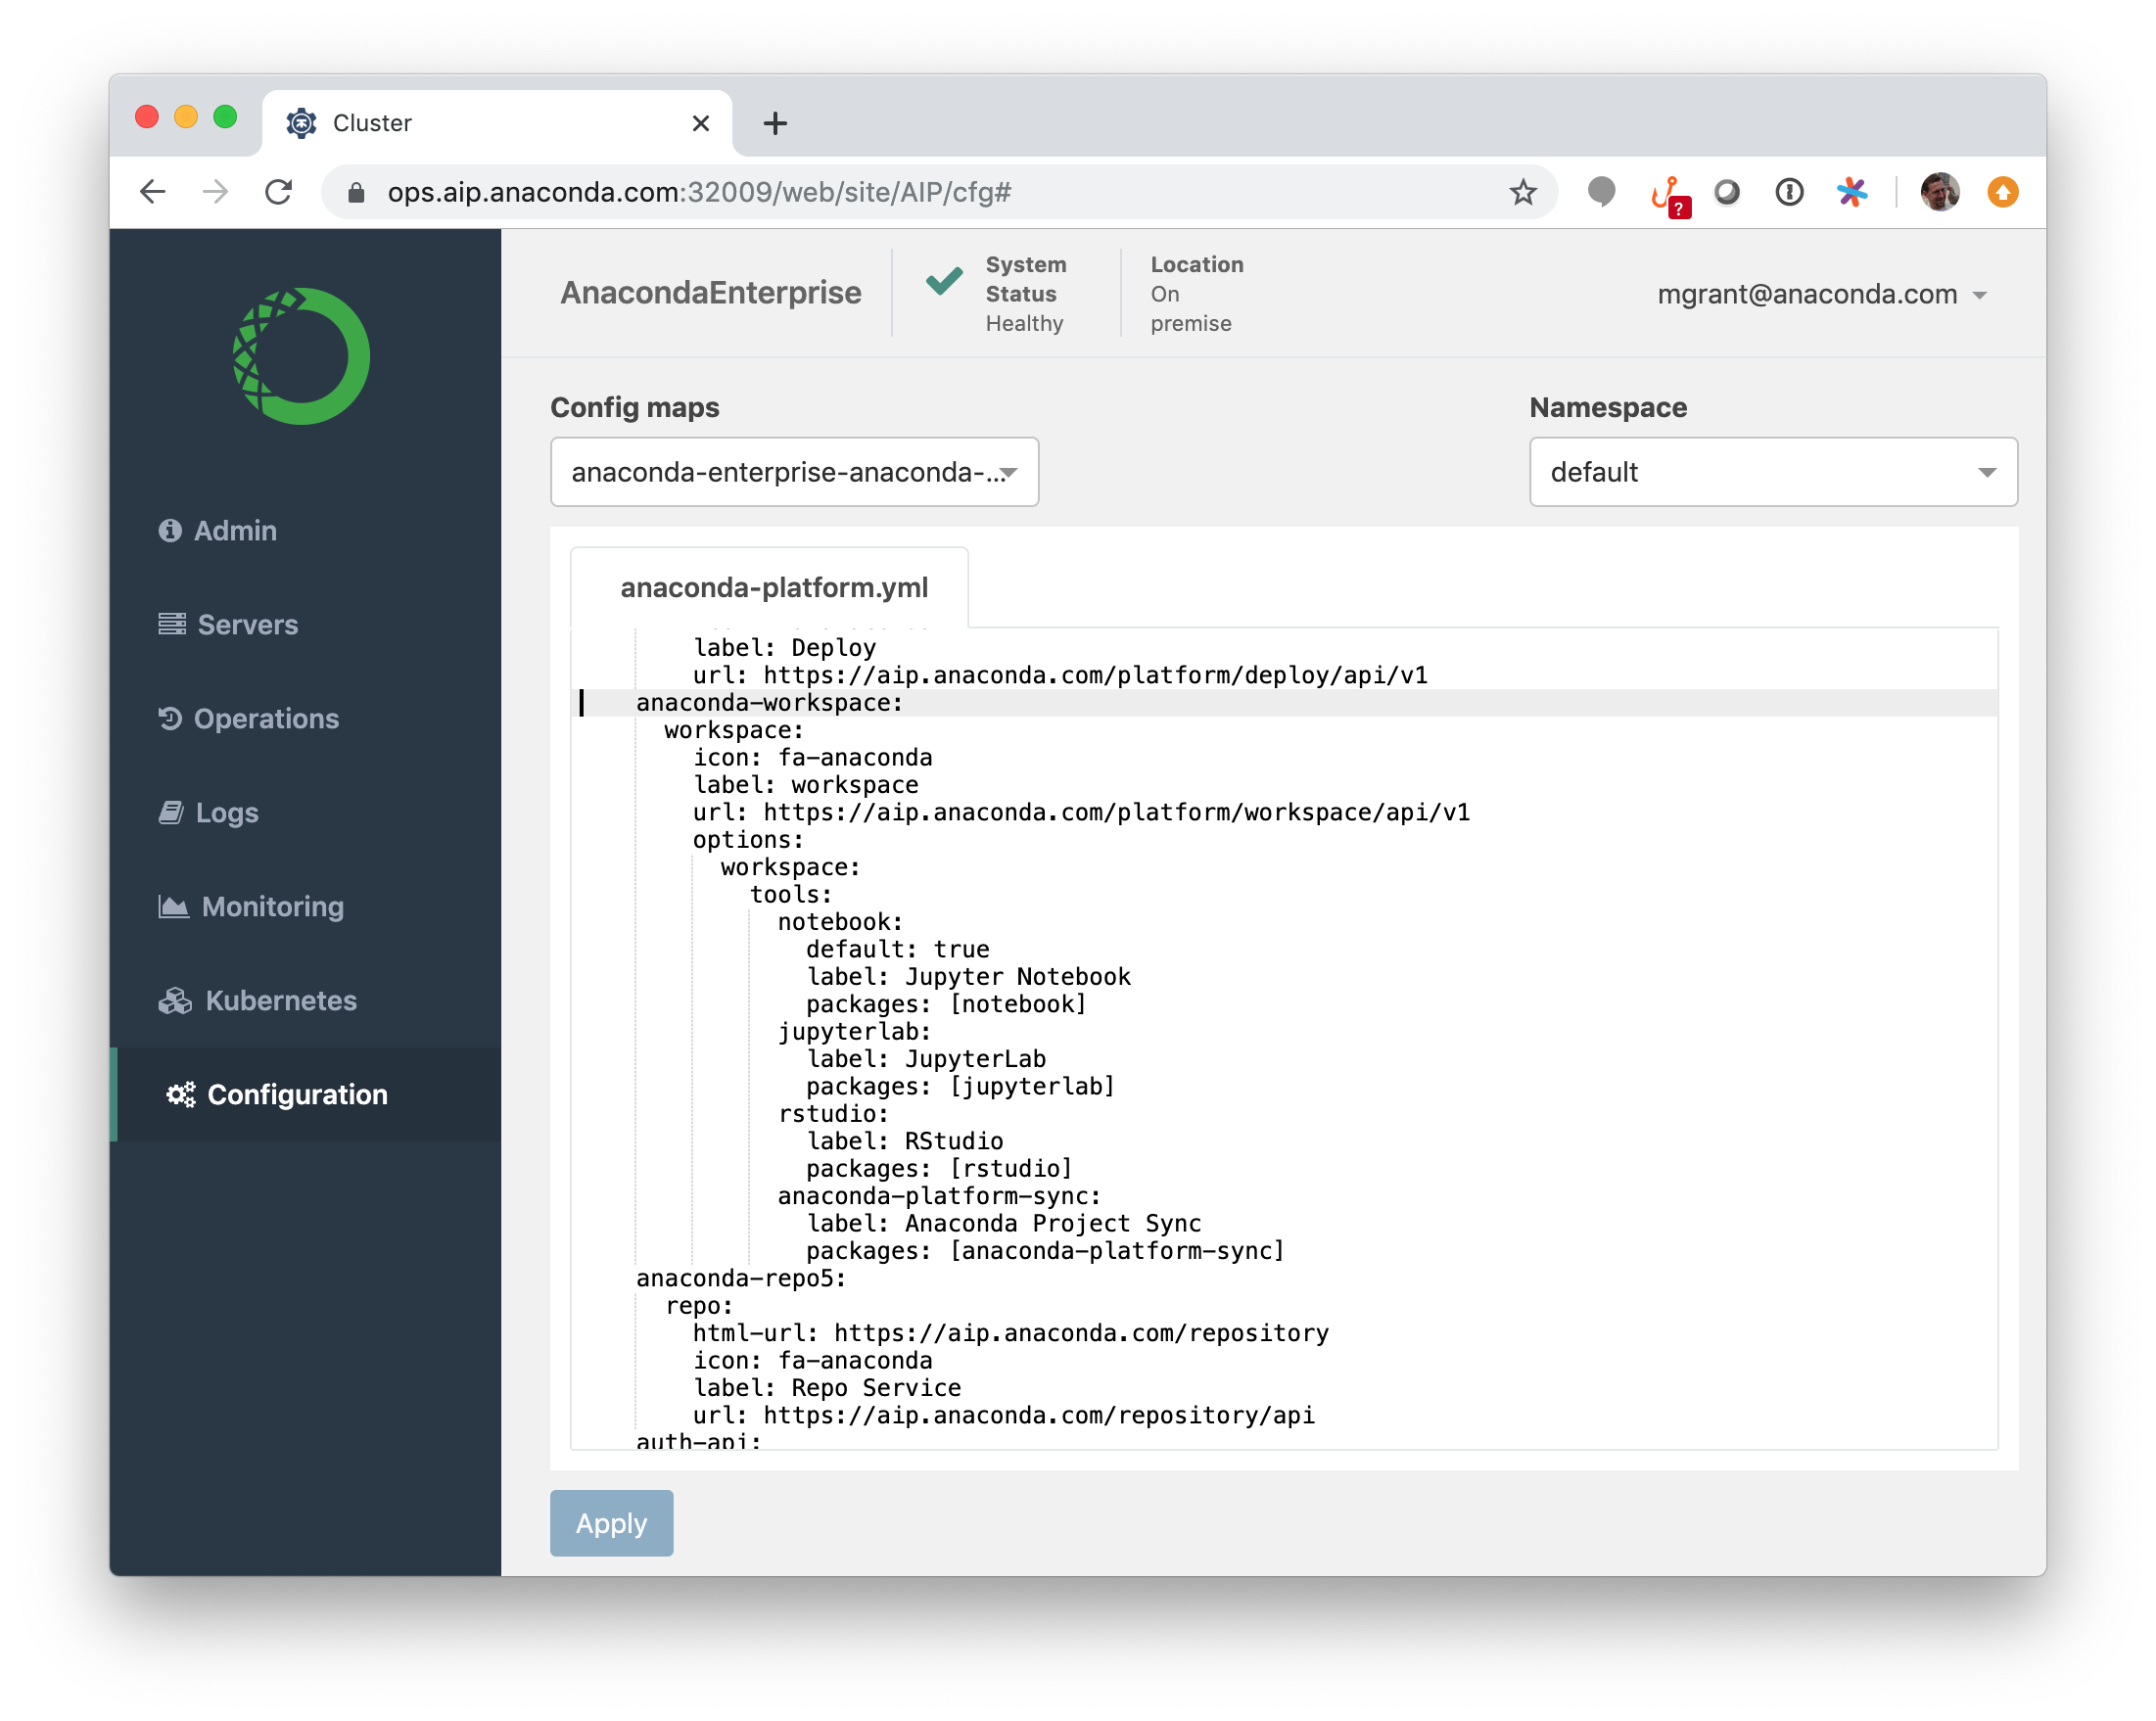 Cluster
ops.aip.anaconda.com:32009/web/site/AIP/cfg#
?
AnacondaEnterprise
System
Status
Healthy
Location
On
premise
mgrant@anaconda.com
Admin
Servers
Operations
Logs
Monitoring
Kubernetes
Configuration
Config maps
Namespace
anaconda-enterprise-anaconda-...
default
anaconda-platform.yml
label: Deploy
url: https://aip.anaconda.com/platform/deploy/api/v1
anaconda-workspace:
workspace:
icon: fa-anaconda
label: workspace
url: https://aip.anaconda.com/platform/workspace/api/v1
options:
workspace:
tools:
notebook:
default: true
label: Jupyter Notebook
packages: [notebook]
jupyterlab:
label: JupyterLab
packages: [jupyterlab]
rstudio:
label: RStudio
packages: [rstudio]
anaconda-platform-sync:
label: Anaconda Project Sync
packages: [anaconda-platform-sync]
anaconda-repo5:
repo:
html-url: https://aip.anaconda.com/repository
icon: fa-anaconda
label: Repo Service
url: https://aip.anaconda.com/repository/api
auth-api:
Apply